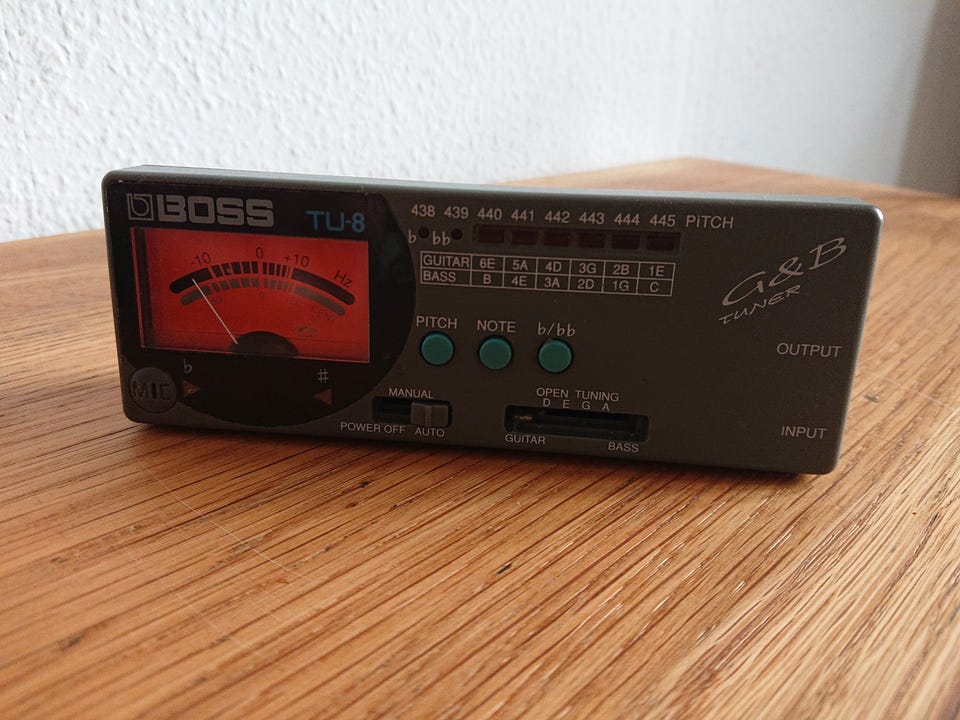 BOSS TU-8
-10 0 +10 Hz
438 439 440 441 442 443 444 445 PITCH
♭ ♭♭
GUITAR 6E 5A 4D 3G 2B 1E
BASS B 4E 3A 2D 1G C
G&B
TUNER
PITCH NOTE ♭/♭♭
OUTPUT
♭ ♯
MIC
MANUAL
POWER OFF AUTO
OPEN TUNING
D E G A
GUITAR BASS
INPUT